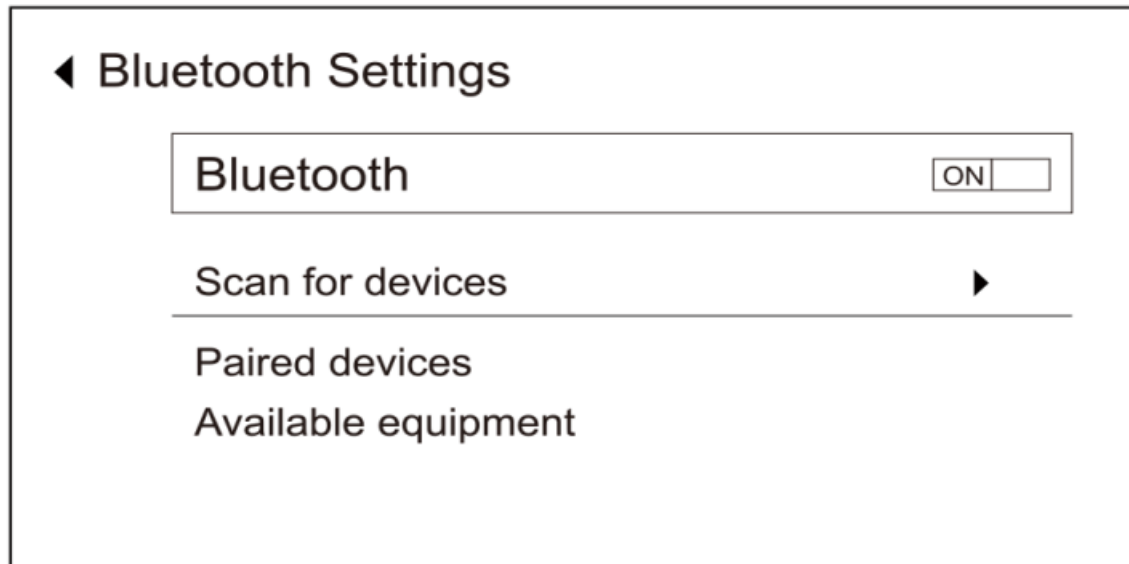 Bluetooth Settings
Bluetooth
ON
Scan for devices
Paired devices
Available equipment